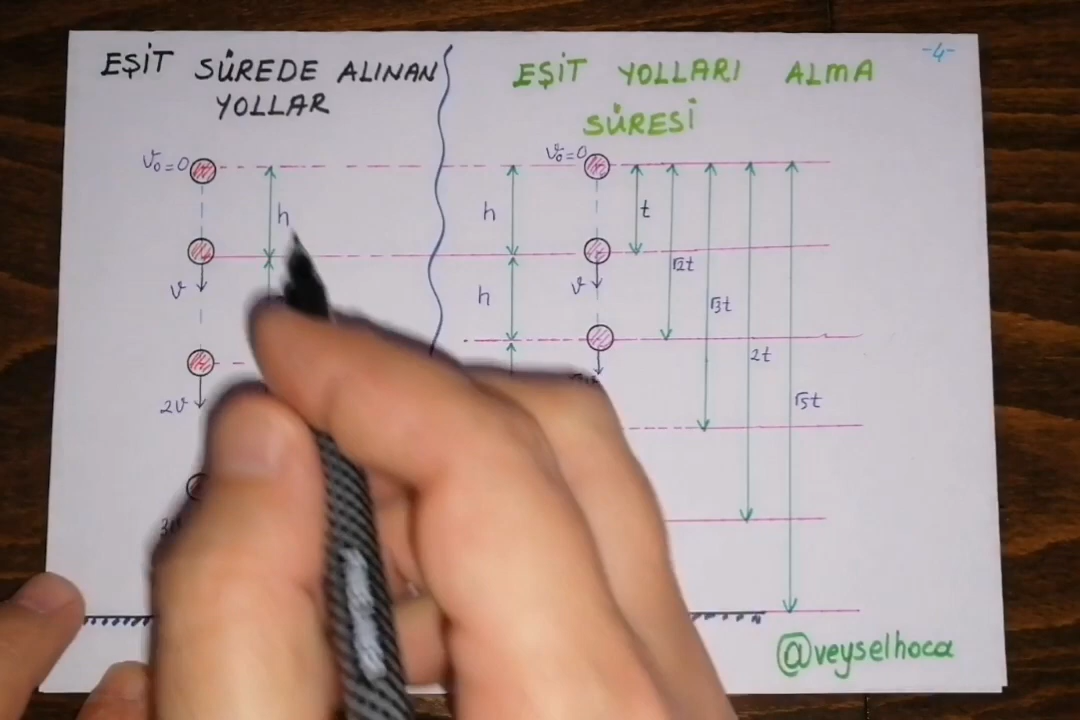 -4-
EŞİT SÜREDE ALINAN
YOLLAR
EŞİT YOLLARI ALMA
SÜRESİ
v₀=0
h
v
2v
v₀=0
h
t
v
h
√2t
√3t
2t
√5t
@veyselhoca